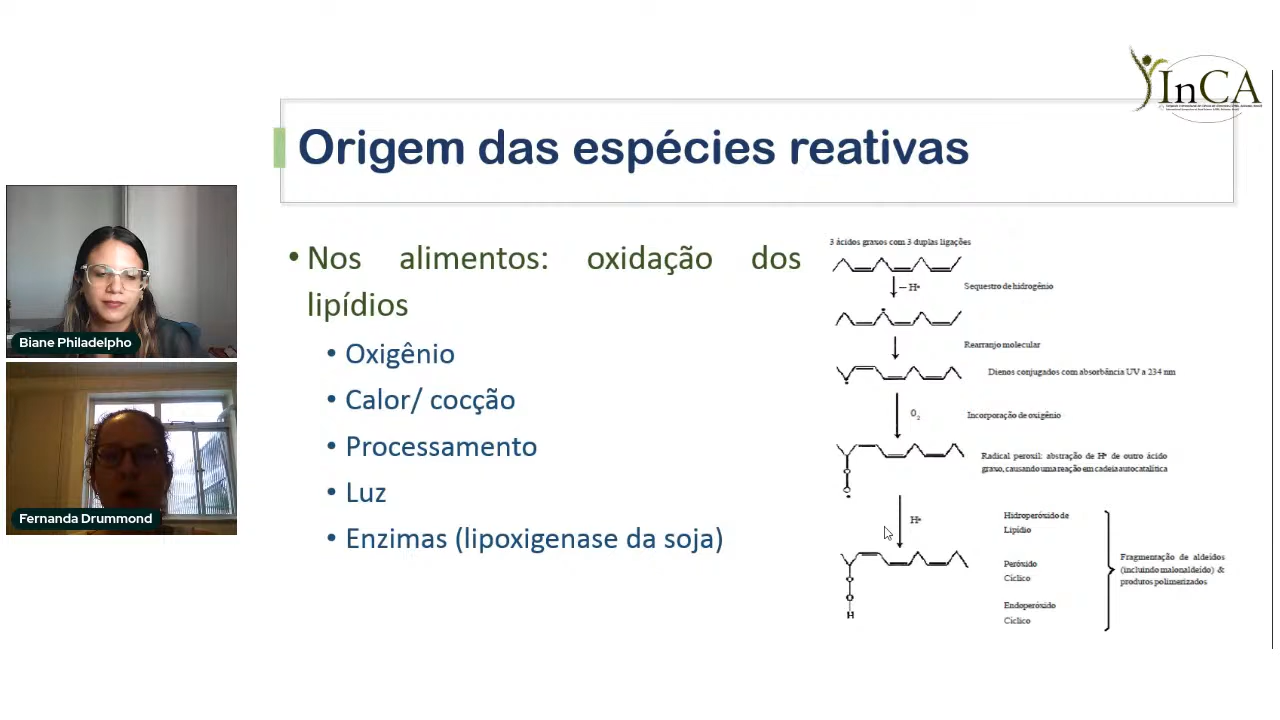 InCA
Origem das espécies reativas
• Nos alimentos: oxidação dos
lipídios
• Oxigênio
• Calor/ cocção
• Processamento
• Luz
• Enzimas (lipoxigenase da soja)
3 ácidos graxos com 3 duplas ligações
– H•
Sequestro de hidrogênio
Rearranjo molecular
Dienos conjugados com absorbância UV a 234 nm
O2
Incorporação de oxigênio
Radical peroxil: abstração de H• de outro ácido
graxo, causando uma reação em cadeia autocatalítica
O
O
H•
Hidroperóxido de
Lipídio
Peróxido
Cíclico
Endoperóxido
Cíclico
Fragmentação de aldeídos
(incluindo malonaldeído) &
produtos polimerizados
O
O
H
Biane Philadelpho
Fernanda Drummond